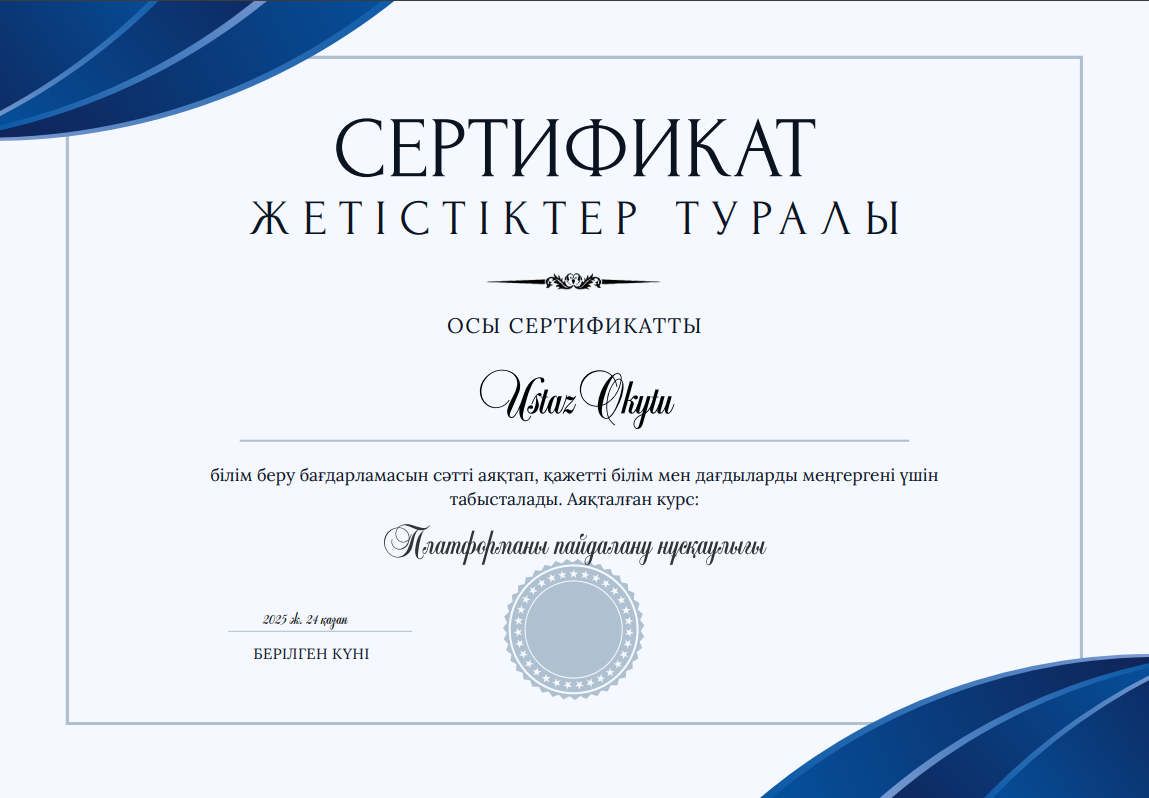 СЕРТИФИКАТ
ЖЕТІСТІКТЕР ТУРАЛЫ
ОСЫ СЕРТИФИКАТТЫ
Ustaz Okytu
білім беру бағдарламасын сәтті аяқтап, қажетті білім мен дағдыларды меңгергені үшін
табысталады. Аяқталған курс:
Платформаны пайдалану нұсқаулығы
2025 ж. 24 қазан
БЕРІЛГЕН КҮНІ